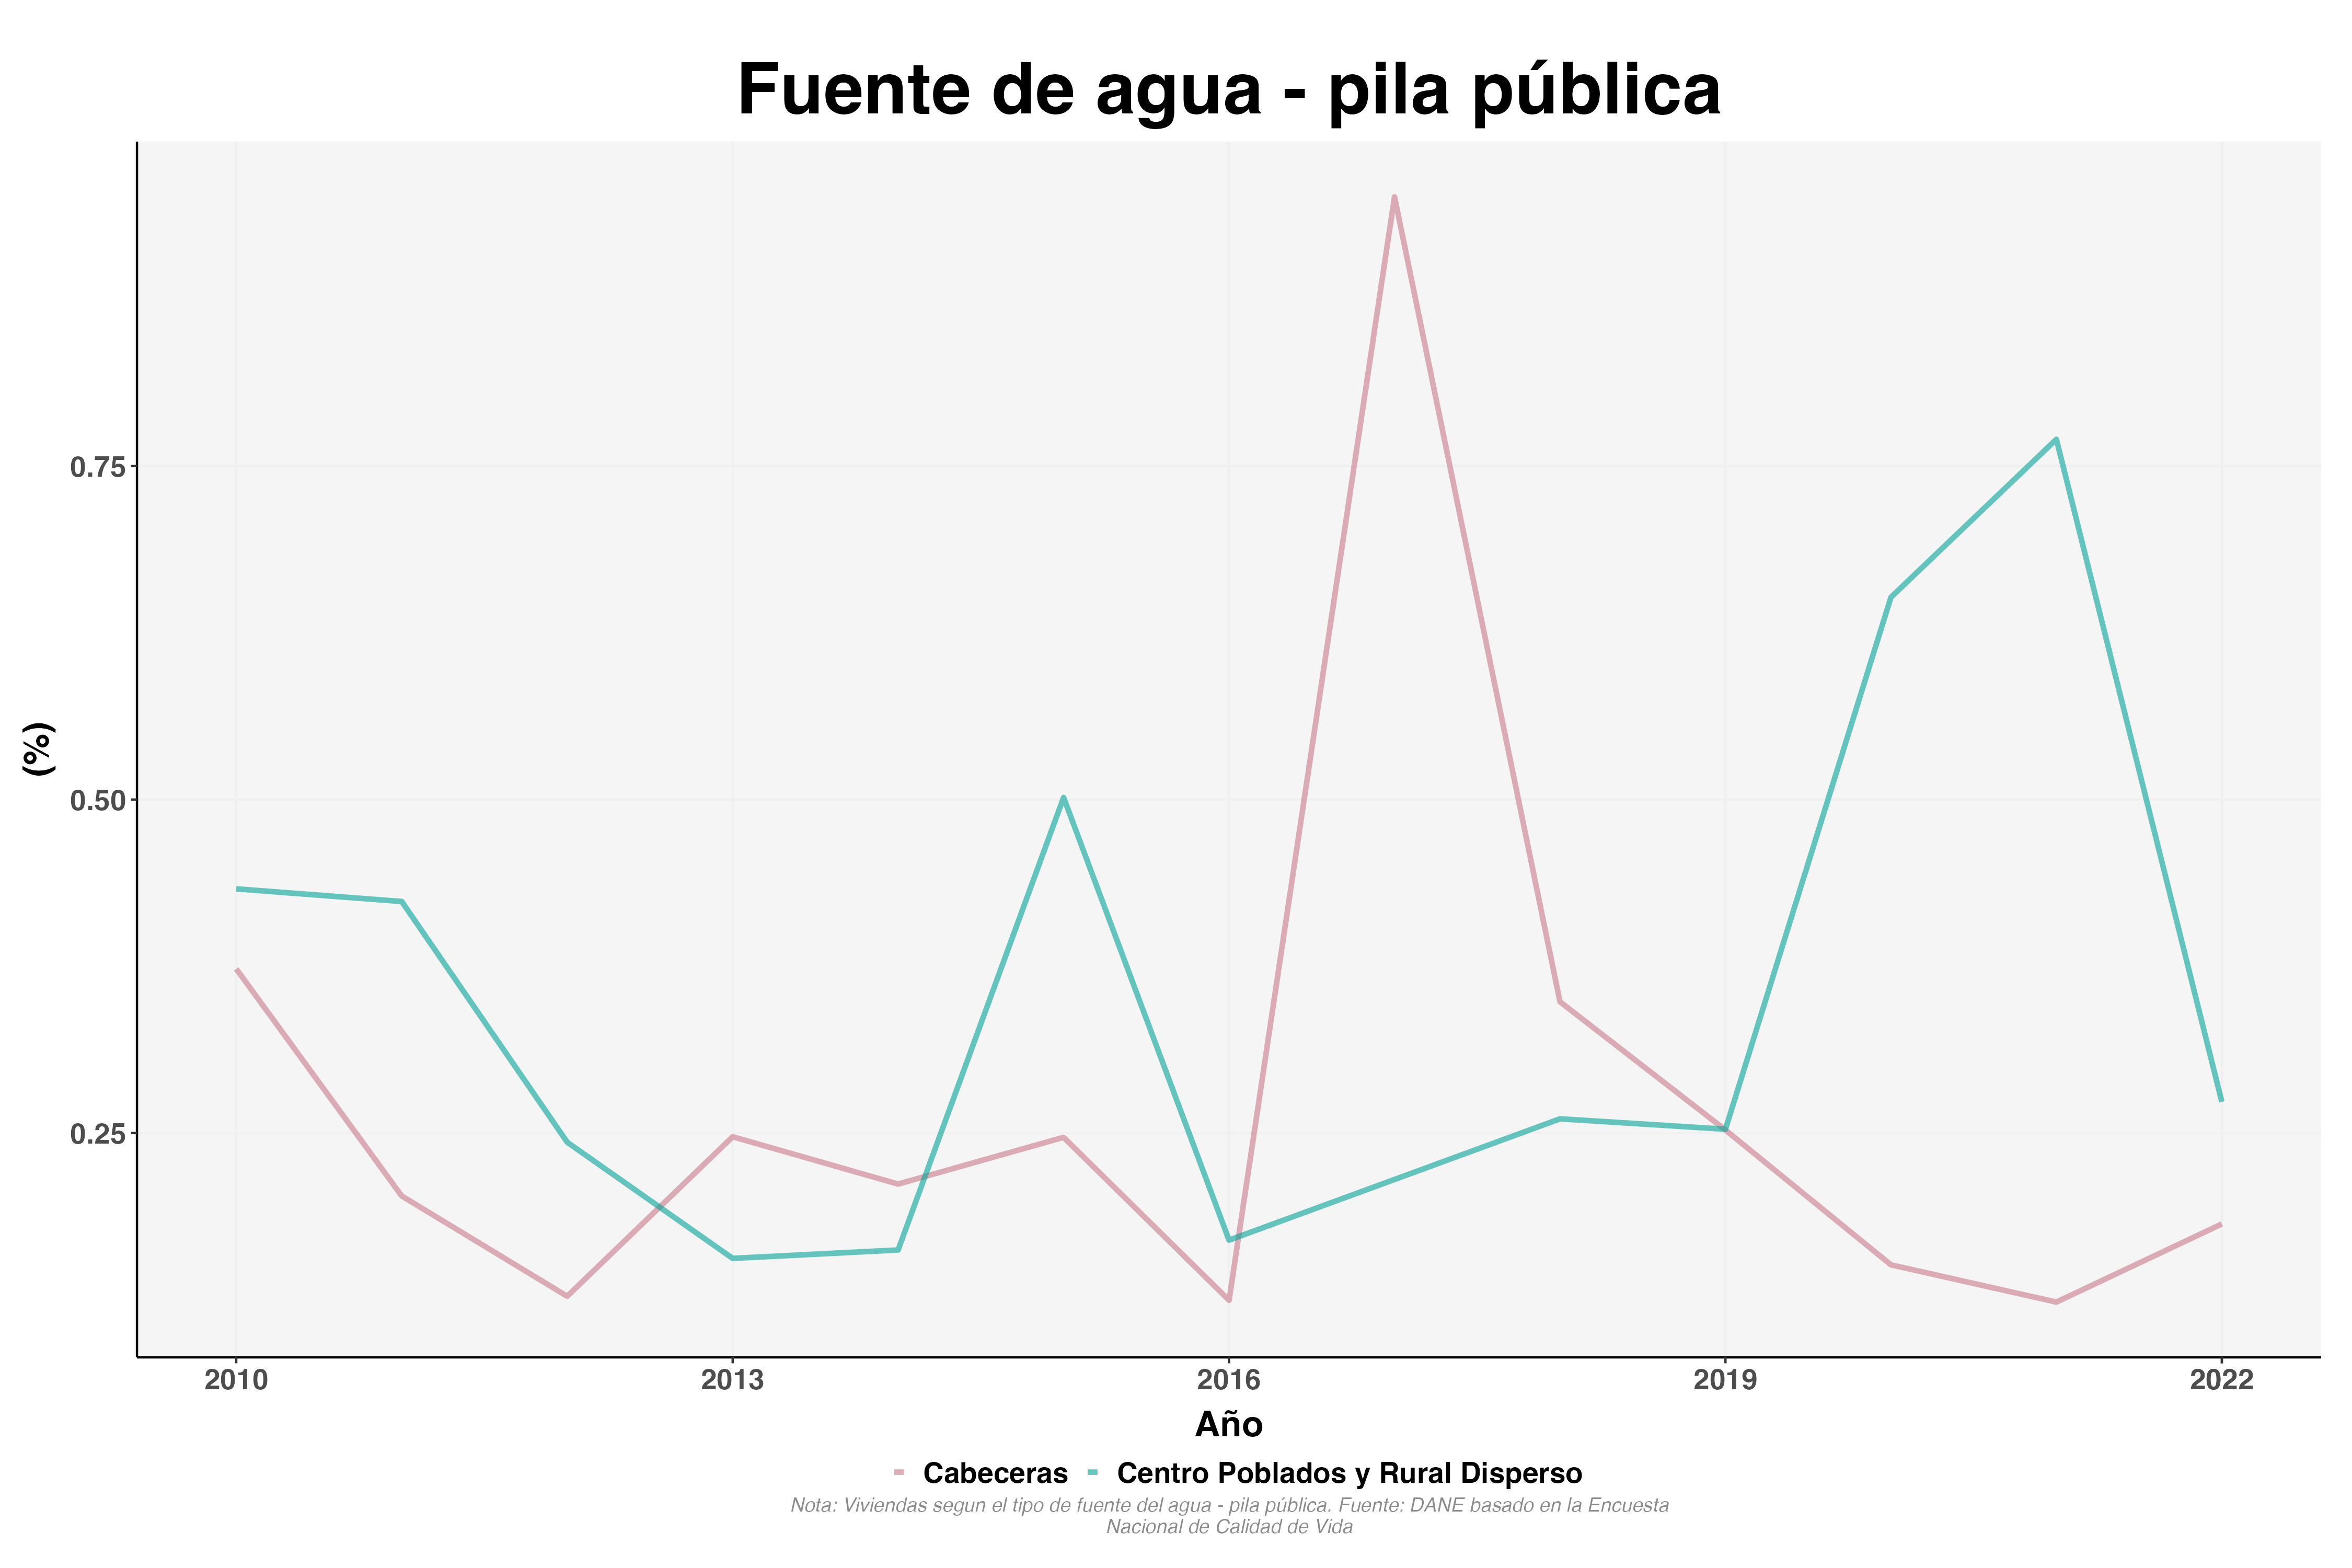 Fuente de agua - pila pública
(%)
0.75
0.50
0.25
2010 2013 2016 2019 2022
Año
Cabeceras Centro Poblados y Rural Disperso
Nota: Viviendas segun el tipo de fuente del agua - pila pública. Fuente: DANE basado en la Encuesta
Nacional de Calidad de Vida